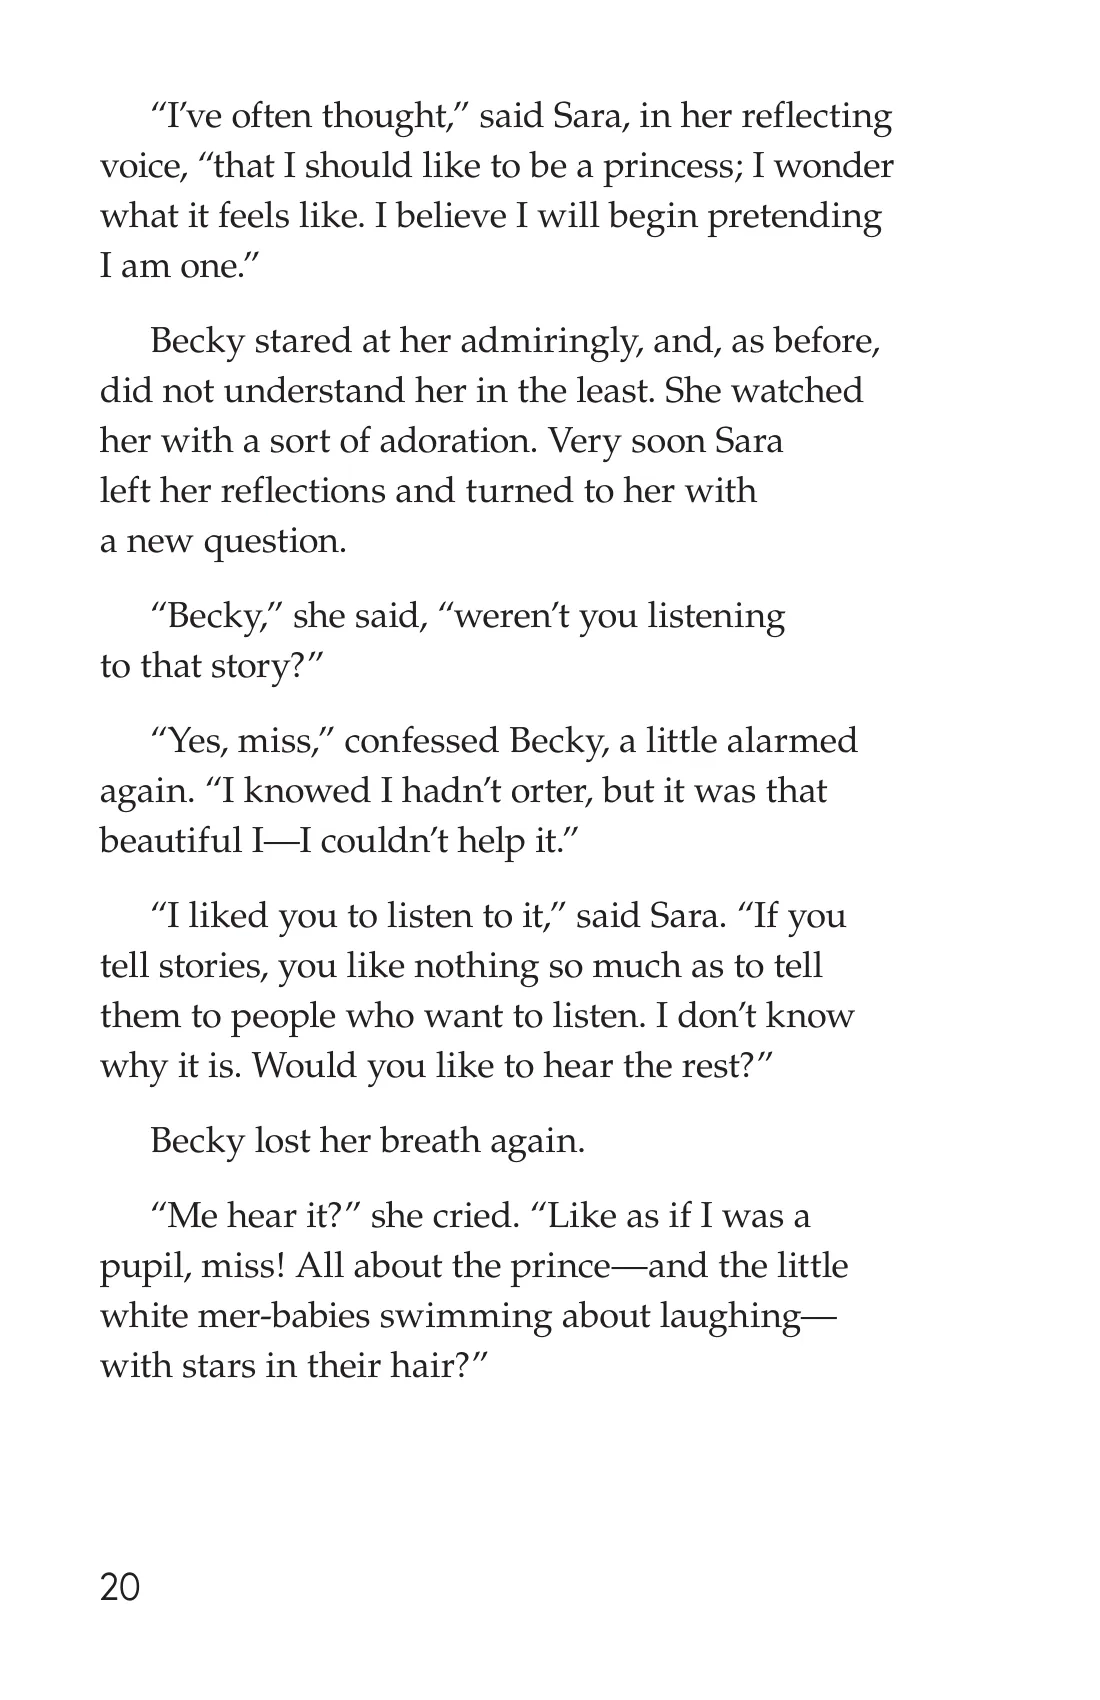 “I’ve often thought,” said Sara, in her reflecting
voice, “that I should like to be a princess; I wonder
what it feels like. I believe I will begin pretending
I am one.”
Becky stared at her admiringly, and, as before,
did not understand her in the least. She watched
her with a sort of adoration. Very soon Sara
left her reflections and turned to her with
a new question.
“Becky,” she said, “weren’t you listening
to that story?”
“Yes, miss,” confessed Becky, a little alarmed
again. “I knowed I hadn’t orter, but it was that
beautiful I—I couldn’t help it.”
“I liked you to listen to it,” said Sara. “If you
tell stories, you like nothing so much as to tell
them to people who want to listen. I don’t know
why it is. Would you like to hear the rest?”
Becky lost her breath again.
“Me hear it?” she cried. “Like as if I was a
pupil, miss! All about the prince—and the little
white mer-babies swimming about laughing—
with stars in their hair?”
20